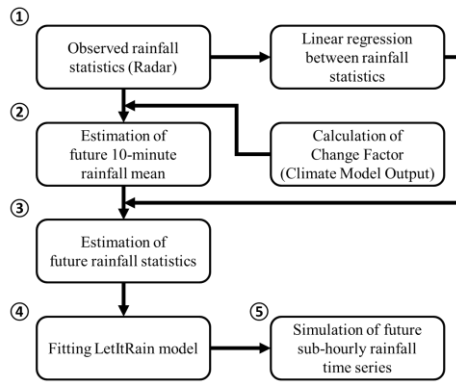 ①
Observed rainfall
statistics (Radar)
Linear regression
between rainfall
statistics
②
Estimation of
future 10-minute
rainfall mean
Calculation of
Change Factor
(Climate Model Output)
③
Estimation of
future rainfall statistics
④
Fitting LetItRain model
⑤
Simulation of future
sub-hourly rainfall
time series